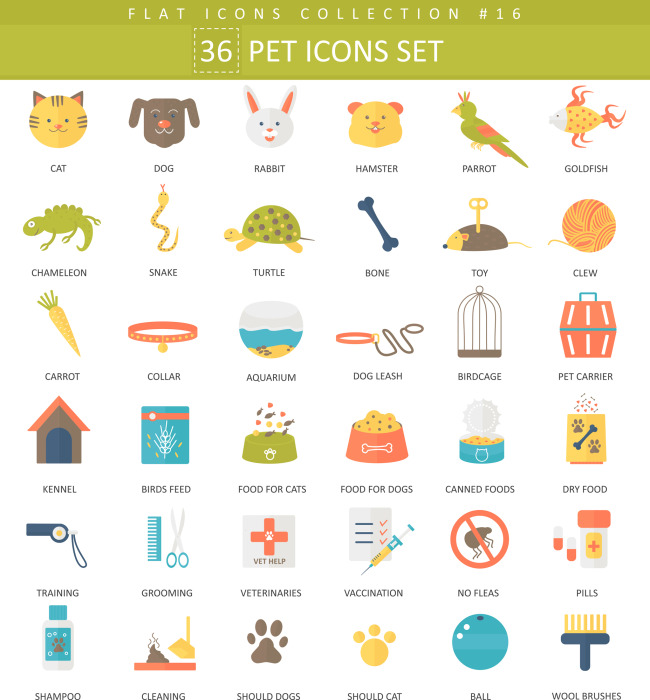 FLAT ICONS COLLECTION #16
36 PET ICONS SET
CAT DOG RABBIT HAMSTER PARROT GOLDFISH
CHAMELEON SNAKE TURTLE BONE TOY CLEW
CARROT COLLAR AQUARIUM DOG LEASH BIRDCAGE PET CARRIER
KENNEL BIRDS FEED FOOD FOR CATS FOOD FOR DOGS CANNED FOODS DRY FOOD
VET HELP
TRAINING GROOMING VETERINARIES VACCINATION NO FLEAS PILLS
SHAMPOO CLEANING SHOULD DOGS SHOULD CAT BALL WOOL BRUSHES